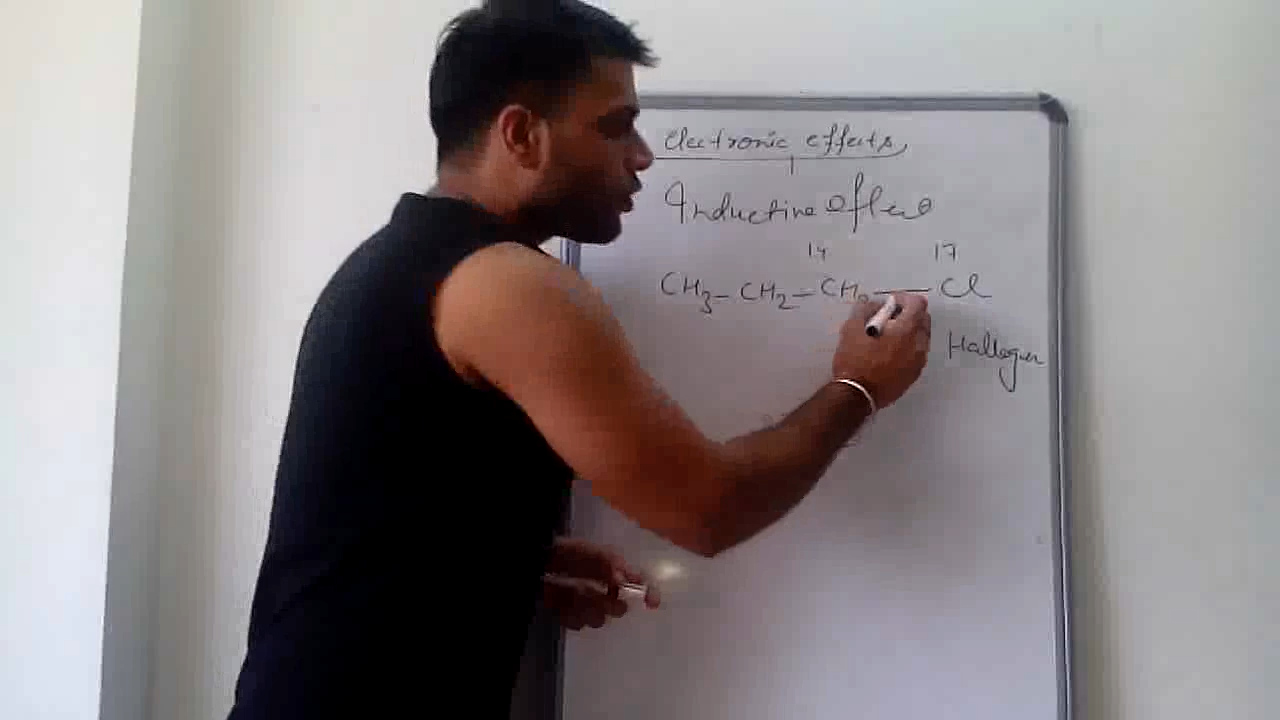 electronic effects
Inductive effect
14 17
CH3 - CH2 - CH2 — Cl
Hallogen